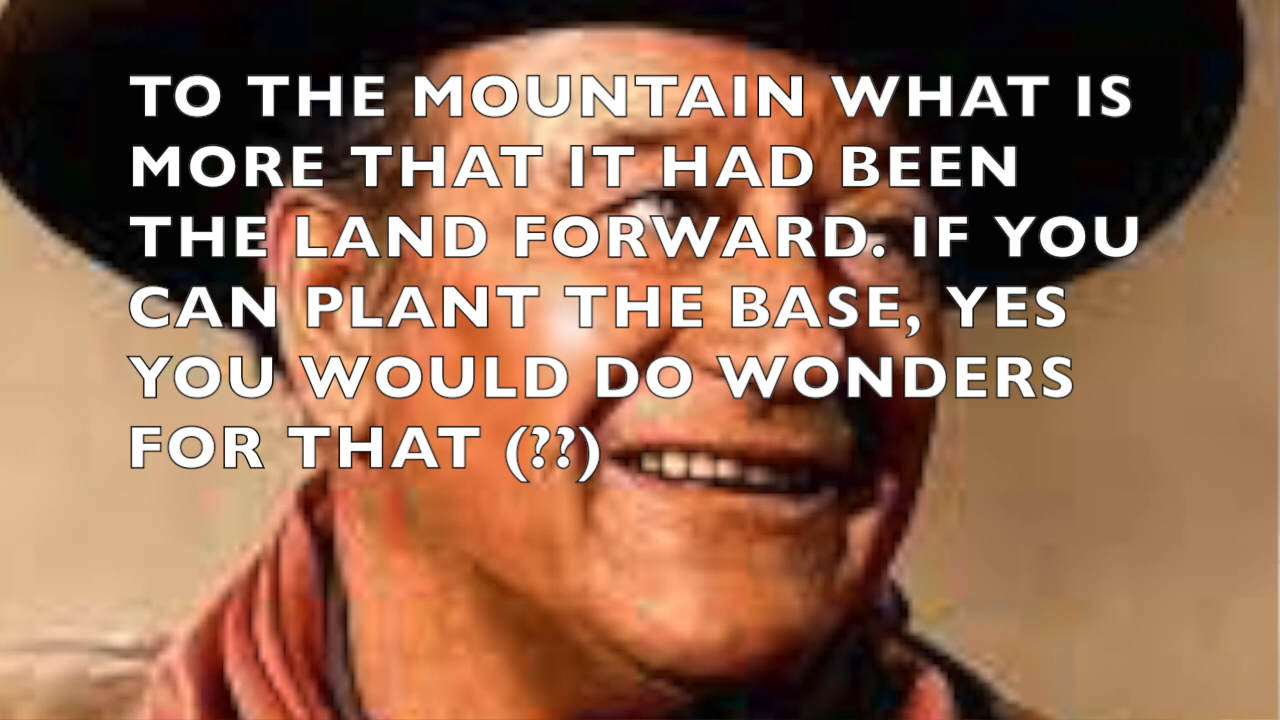 TO THE MOUNTAIN WHAT IS
MORE THAT IT HAD BEEN
THE LAND FORWARD. IF YOU
CAN PLANT THE BASE, YES
YOU WOULD DO WONDERS
FOR THAT (??)